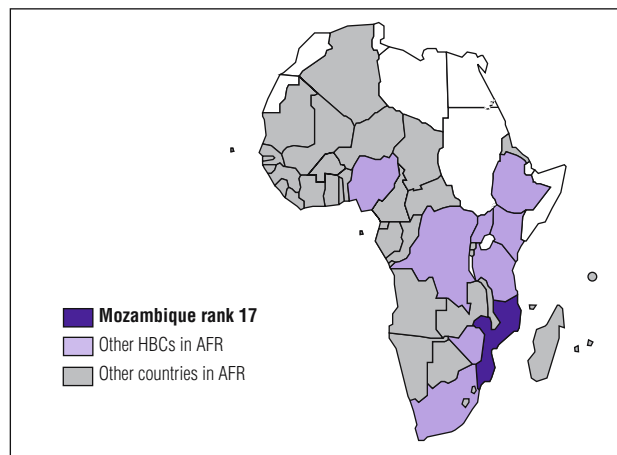 Mozambique rank 17
Other HBCs in AFR
Other countries in AFR